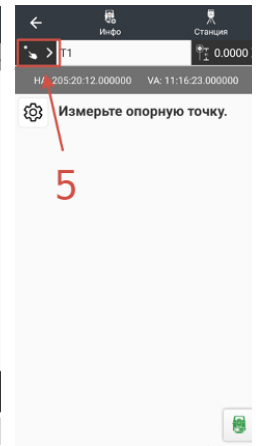 Инфо
Станция
T1
0.0000
HA: 205:20:12.000000 VA: 11:16:23.000000
Измерьте опорную точку.
5